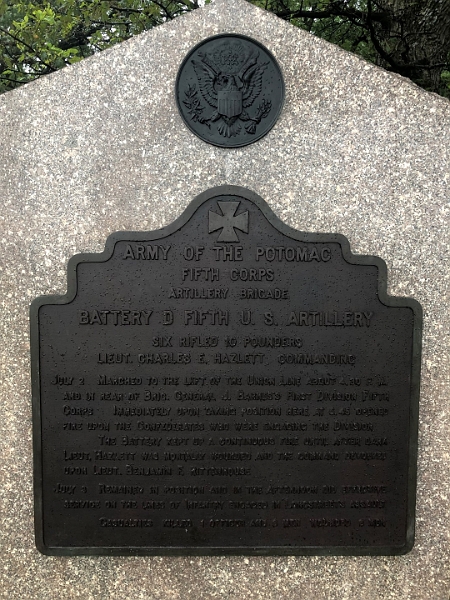 ARMY OF THE POTOMAC
FIFTH CORPS
ARTILLERY BRIGADE
BATTERY D FIFTH U. S. ARTILLERY
SIX RIFLED 10 POUNDERS
LIEUT. CHARLES E. HAZLETT COMMANDING
JULY 2 MARCHED TO THE LEFT OF THE UNION LINE ABOUT 4.30 P. M.
AND IN REAR OF BRIG. GENERAL J. BARNES'S FIRST DIVISION FIFTH
CORPS IMMEDIATELY UPON TAKING POSITION HERE AT 5.45 OPENED
FIRE UPON THE CONFEDERATES WHO WERE ENGAGING THE DIVISION
THE BATTERY KEPT UP A CONTINUOUS FIRE UNTIL AFTER DARK
LIEUT. HAZLETT WAS MORTALLY WOUNDED AND THE COMMAND DEVOLVED
UPON LIEUT. BENJAMIN F. RITTENHOUSE
JULY 3 REMAINED IN POSITION AND IN THE AFTERNOON DID EFFECTIVE
SERVICE ON THE LINES OF INFANTRY ENGAGED IN LONGSTREET'S ASSAULT
CASUALTIES KILLED 1 OFFICER AND 6 MEN WOUNDED 6 MEN